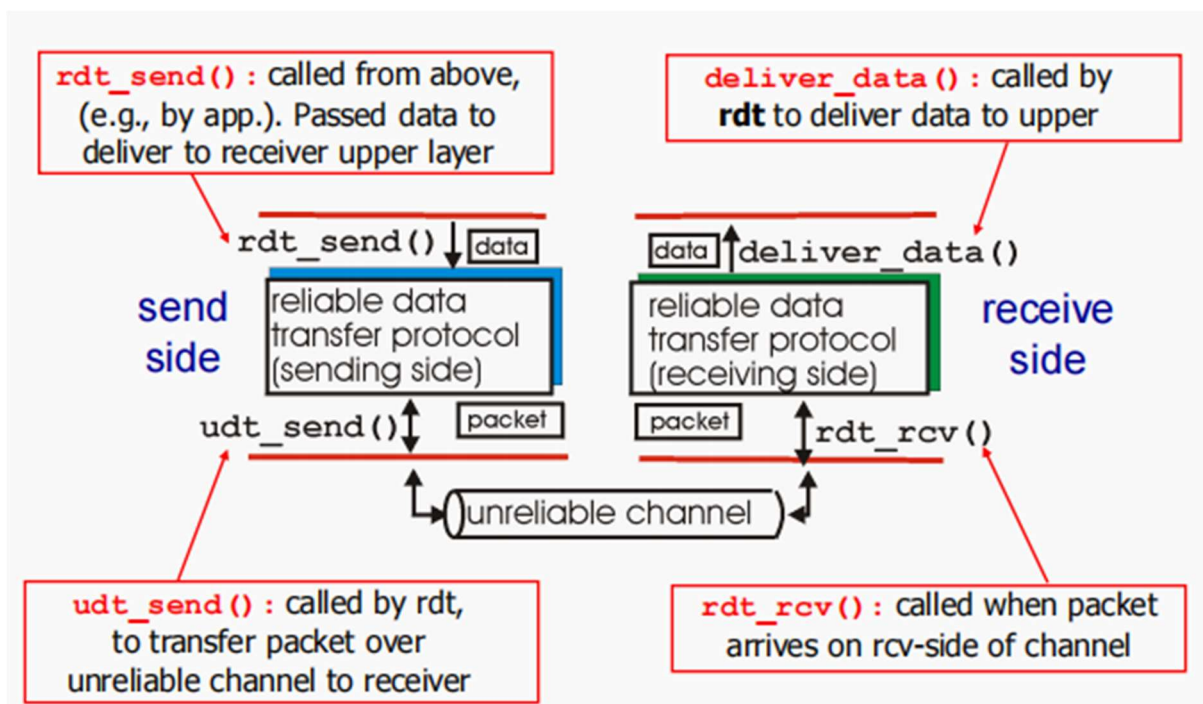 rdt_send(): called from above,
(e.g., by app.). Passed data to
deliver to receiver upper layer
deliver_data(): called by
rdt to deliver data to upper
rdt_send()
data
data
deliver_data()
send
side
reliable data
transfer protocol
(sending side)
reliable data
transfer protocol
(receiving side)
receive
side
udt_send()
packet
packet
rdt_rcv()
unreliable channel
udt_send(): called by rdt,
to transfer packet over
unreliable channel to receiver
rdt_rcv(): called when packet
arrives on rcv-side of channel